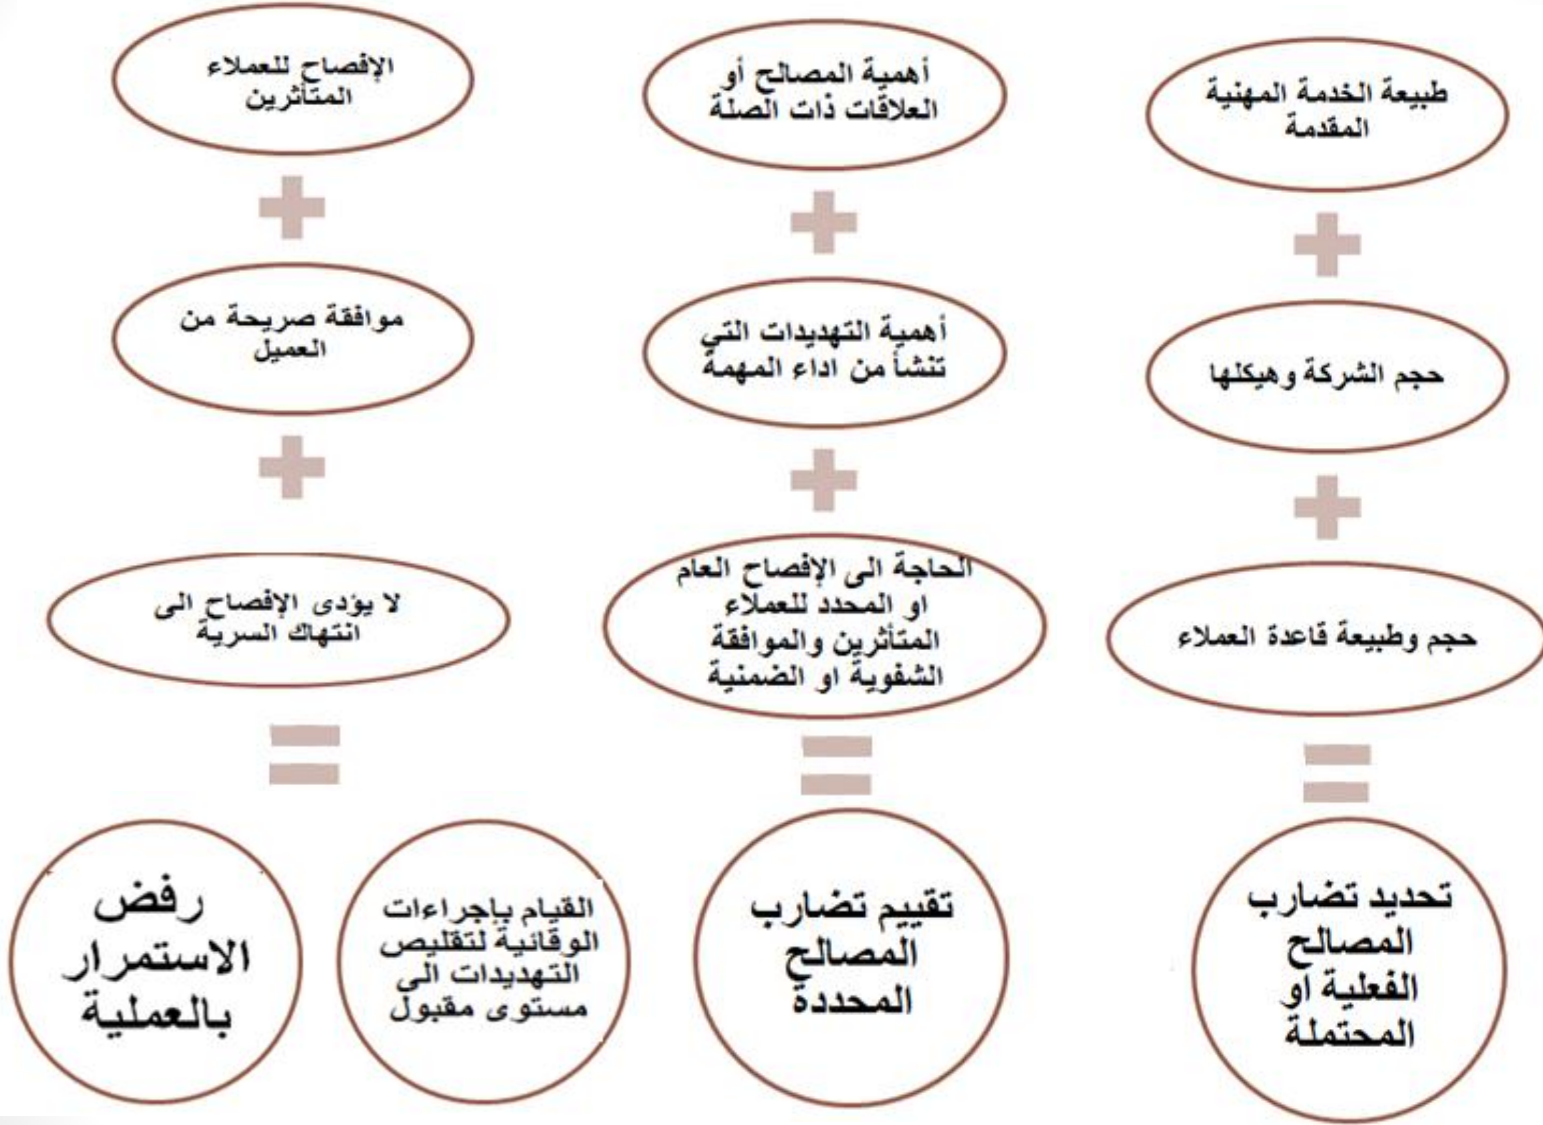 طبيعة الخدمة المهنية
المقدمة
حجم الشركة وهيكلها
حجم وطبيعة قاعدة العملاء
تحديد تضارب
المصالح
الفعلية او
المحتملة
أهمية المصالح أو
العلاقات ذات الصلة
أهمية التهديدات التي
تنشأ من اداء المهمة
الحاجة الى الإفصاح العام
او المحدد للعملاء
المتأثرين والموافقة
الشفوية او الضمنية
تقييم تضارب
المصالح
المحددة
الإفصاح للعملاء
المتأثرين
موافقة صريحة من
العميل
لا يؤدى الإفصاح الى
انتهاك السرية
القيام بإجراءات
الوقائية لتقليص
التهديدات الى
مستوى مقبول
رفض
الاستمرار
بالعملية